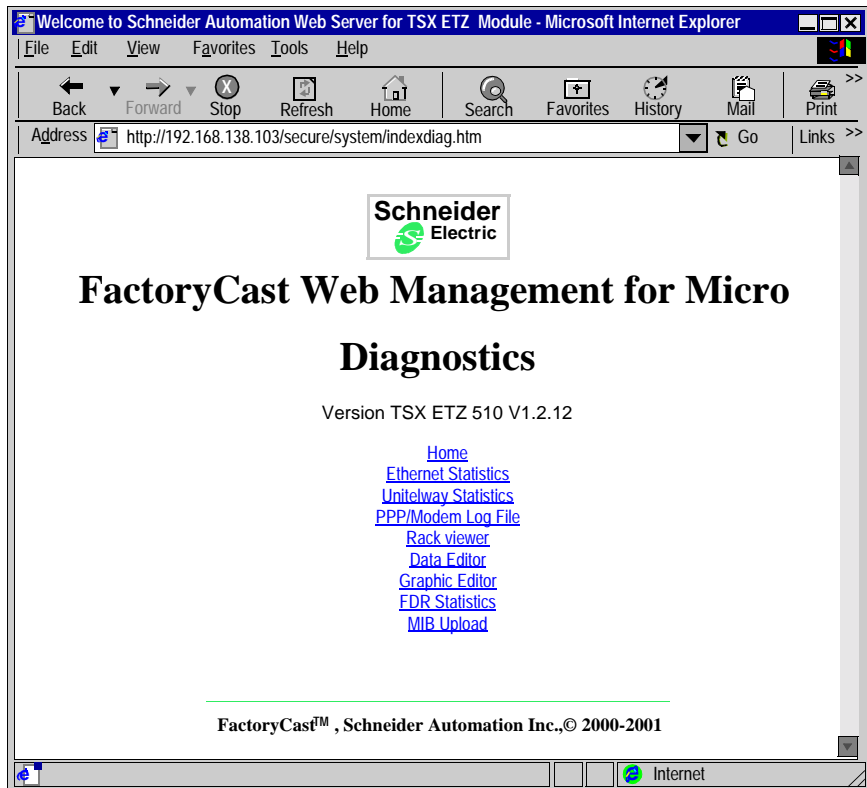 Welcome to Schneider Automation Web Server for TSX ETZ Module - Microsoft Internet Explorer
File Edit View Favorites Tools Help
Back Forward Stop Refresh Home Search Favorites History Mail Print >>
Address http://192.168.138.103/secure/system/indexdiag.htm Go Links >>
Schneider
Electric
FactoryCast Web Management for Micro
Diagnostics
Version TSX ETZ 510 V1.2.12
Home
Ethernet Statistics
Unitelway Statistics
PPP/Modem Log File
Rack viewer
Data Editor
Graphic Editor
FDR Statistics
MIB Upload
FactoryCast™ , Schneider Automation Inc.,© 2000-2001
Internet